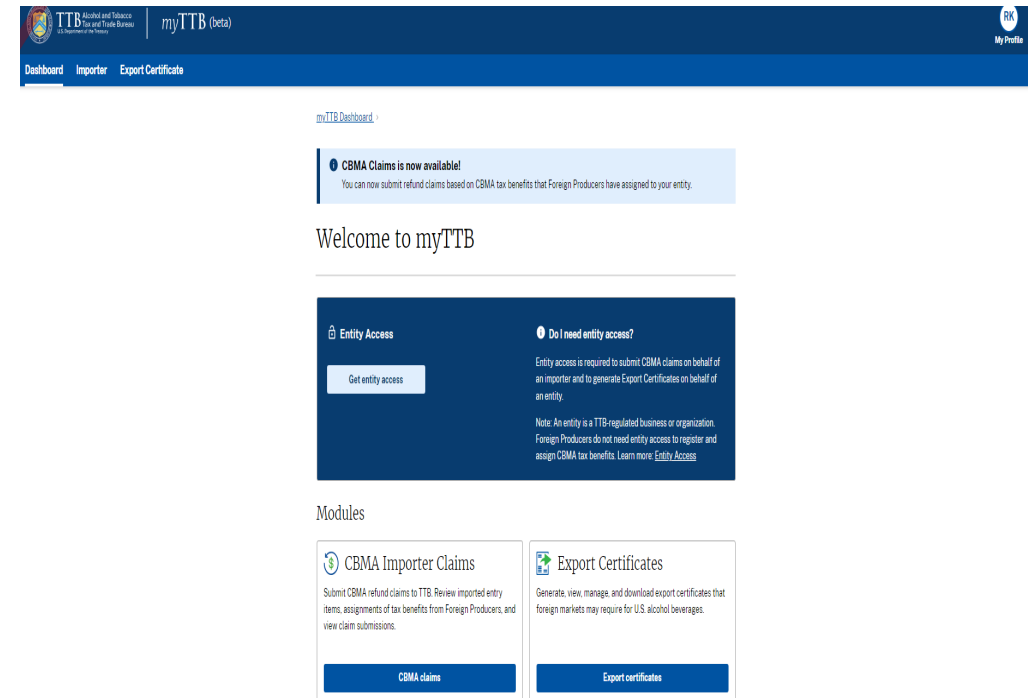 TTB Alcohol and Tobacco
Tax and Trade Bureau
U.S. Department of the Treasury
myTTB (beta)
RK
My Profile
Dashboard Importer Export Certificate
myTTB Dashboard >
CBMA Claims is now available!
You can now submit refund claims based on CBMA tax benefits that Foreign Producers have assigned to your entity.
Welcome to myTTB
Entity Access
Get entity access
Do I need entity access?
Entity access is required to submit CBMA claims on behalf of
an importer and to generate Export Certificates on behalf of
an entity.
Note: An entity is a TTB-regulated business or organization.
Foreign Producers do not need entity access to register and
assign CBMA tax benefits. Learn more: Entity Access
Modules
CBMA Importer Claims
Submit CBMA refund claims to TTB. Review imported entry
items, assignments of tax benefits from Foreign Producers, and
view claim submissions.
CBMA claims
Export Certificates
Generate, view, manage, and download export certificates that
foreign markets may require for U.S. alcohol beverages.
Export certificates